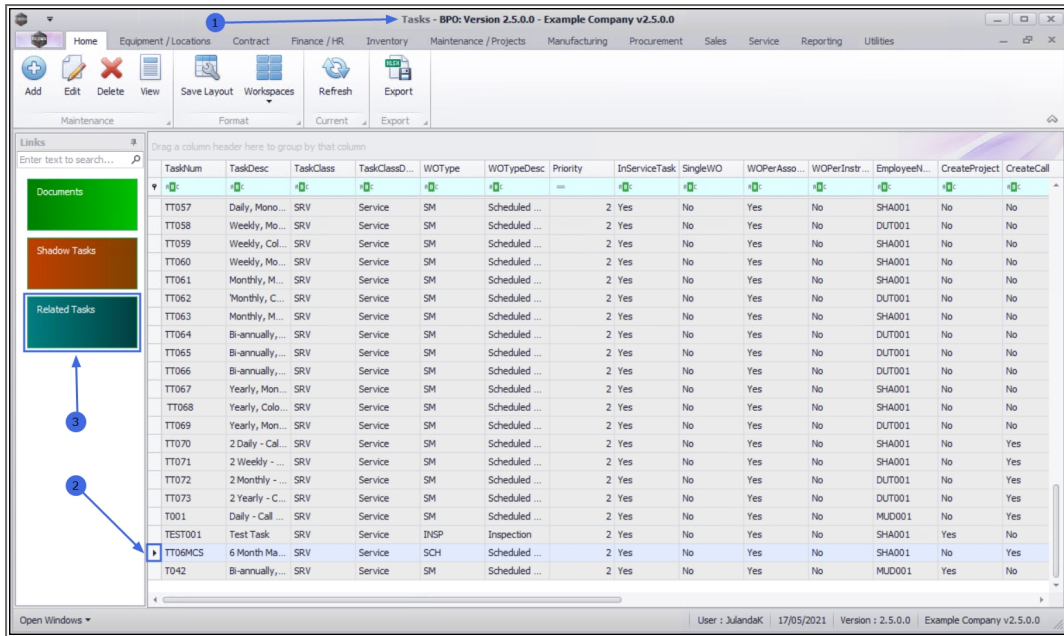 1
Tasks - BPO: Version 2.5.0.0 - Example Company v2.5.0.0
Home Equipment / Locations Contract Finance / HR Inventory Maintenance / Projects Manufacturing Procurement Sales Service Reporting Utilities
Add Edit Delete View Save Layout Workspaces Refresh Export
Maintenance Format Current Export
Links
Drag a column header here to group by that column
Enter text to search...
TaskNum TaskDesc TaskClass TaskClassD... WOType WOTypeDesc Priority InServiceTask SingleWO WOPerAsso... WOPerInstr... EmployeeN... CreateProject CreateCall
Documents
Shadow Tasks
Related Tasks
3
2
TT057 Daily, Mono... SRV Service SM Scheduled ... 2 Yes No Yes No SHA001 No No
TT058 Weekly, Mo... SRV Service SM Scheduled ... 2 Yes No Yes No DUT001 No No
TT059 Weekly, Col... SRV Service SM Scheduled ... 2 Yes No Yes No SHA001 No No
TT060 Weekly, Mo... SRV Service SM Scheduled ... 2 Yes No Yes No SHA001 No No
TT061 Monthly, M... SRV Service SM Scheduled ... 2 Yes No Yes No SHA001 No No
TT062 'Monthly, C... SRV Service SM Scheduled ... 2 Yes No Yes No DUT001 No No
TT063 Monthly, M... SRV Service SM Scheduled ... 2 Yes No Yes No SHA001 No No
TT064 Bi-annually,... SRV Service SM Scheduled ... 2 Yes No Yes No DUT001 No No
TT065 Bi-annually,... SRV Service SM Scheduled ... 2 Yes No Yes No DUT001 No No
TT066 Bi-annually,... SRV Service SM Scheduled ... 2 Yes No Yes No DUT001 No No
TT067 Yearly, Mon... SRV Service SM Scheduled ... 2 Yes No Yes No SHA001 No No
TT068 Yearly, Colo... SRV Service SM Scheduled ... 2 Yes No Yes No SHA001 No No
TT069 Yearly, Mon... SRV Service SM Scheduled ... 2 Yes No Yes No DUT001 No No
TT070 2 Daily - Cal... SRV Service SM Scheduled ... 2 Yes No Yes No SHA001 No Yes
TT071 2 Weekly - ... SRV Service SM Scheduled ... 2 Yes No Yes No SHA001 No Yes
TT072 2 Monthly - ... SRV Service SM Scheduled ... 2 Yes No Yes No DUT001 No Yes
TT073 2 Yearly - C... SRV Service SM Scheduled ... 2 Yes No Yes No DUT001 No Yes
T001 Daily - Call ... SRV Service SM Scheduled ... 2 Yes No Yes No MUD001 No Yes
TEST001 Test Task SRV Service INSP Inspection 2 Yes No Yes No SHA001 Yes No
TT06MCS 6 Month Ma... SRV Service SCH Scheduled ... 2 Yes No Yes No SHA001 No Yes
T042 Bi-annually,... SRV Service SM Scheduled ... 2 Yes No Yes No MUD001 Yes No
Open Windows User : JulandaK 17/05/2021 Version : 2.5.0.0 Example Company v2.5.0.0